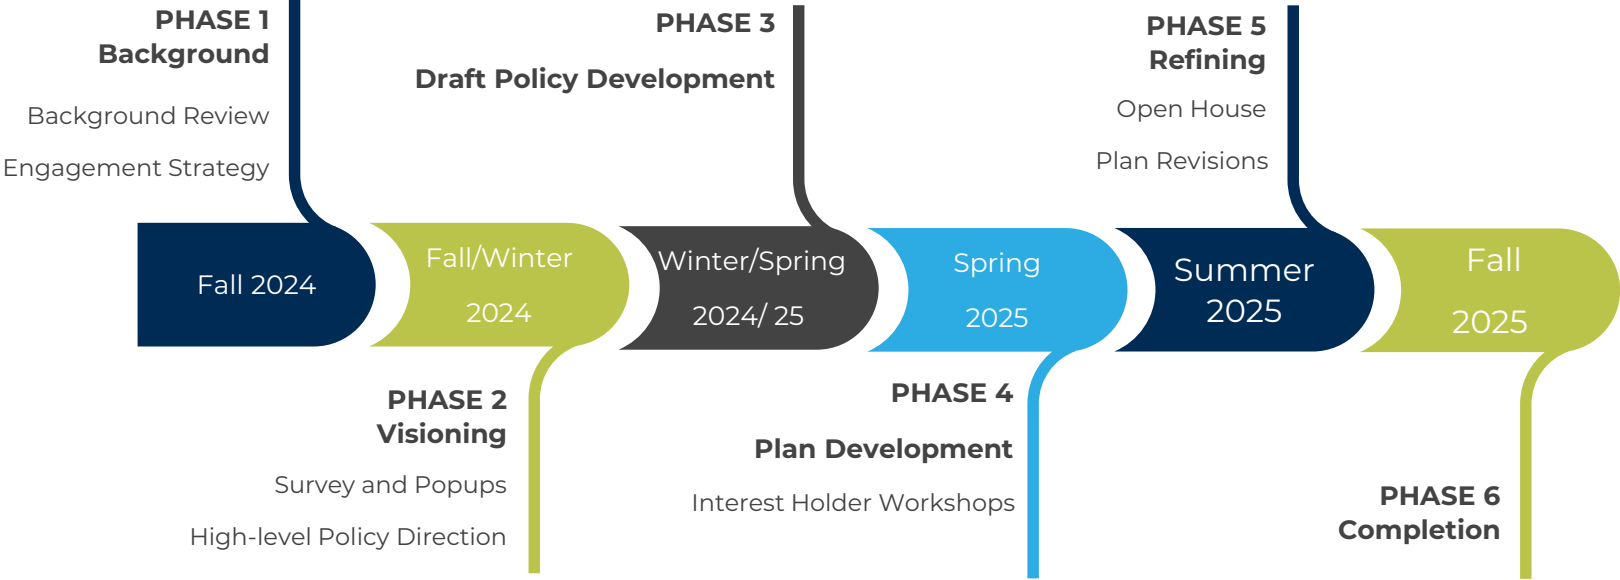 PHASE 1
Background
Background Review
Engagement Strategy
Fall 2024
PHASE 2
Visioning
Survey and Popups
High-level Policy Direction
Fall/Winter
2024
PHASE 3
Draft Policy Development
Winter/Spring
2024/ 25
PHASE 4
Plan Development
Interest Holder Workshops
Spring
2025
PHASE 5
Refining
Open House
Plan Revisions
Summer
2025
PHASE 6
Completion
Fall
2025